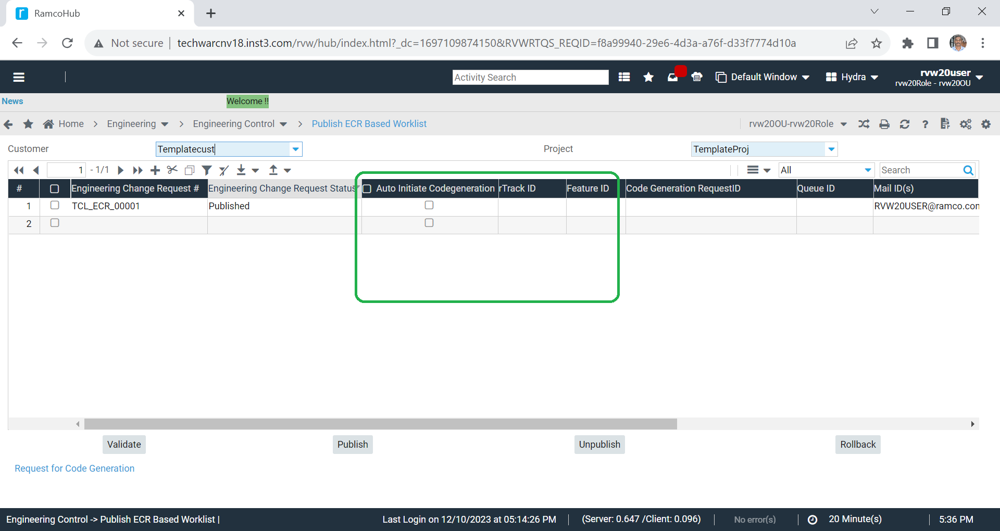 RamcoHub
Not secure | techwarcnv18.inst3.com/rvw/hub/index.html?_dc=1697109874150&RVWRTQS_REQID=f8a99940-29e6-4d3a-a76f-d33f7774d10a
Activity Search Default Window Hydra rvw20user
rvw20Role - rvw20OU
News Welcome !!
Home > Engineering > Engineering Control > Publish ECR Based Worklist rvw20OU-rvw20Role ?
Customer Templatecust Project TemplateProj
1 - 1/1 All Search
# Engineering Change Request # Engineering Change Request Status Auto Initiate Codegeneration rTrack ID Feature ID Code Generation RequestID Queue ID Mail ID(s)
1 TCL_ECR_00001 Published RVW20USER@ramco.con
2
Validate Publish Unpublish Rollback
Request for Code Generation
Engineering Control -> Publish ECR Based Worklist | Last Login on 12/10/2023 at 05:14:26 PM (Server: 0.647 /Client: 0.096) No error(s) 20 Minute(s) 5:36 PM